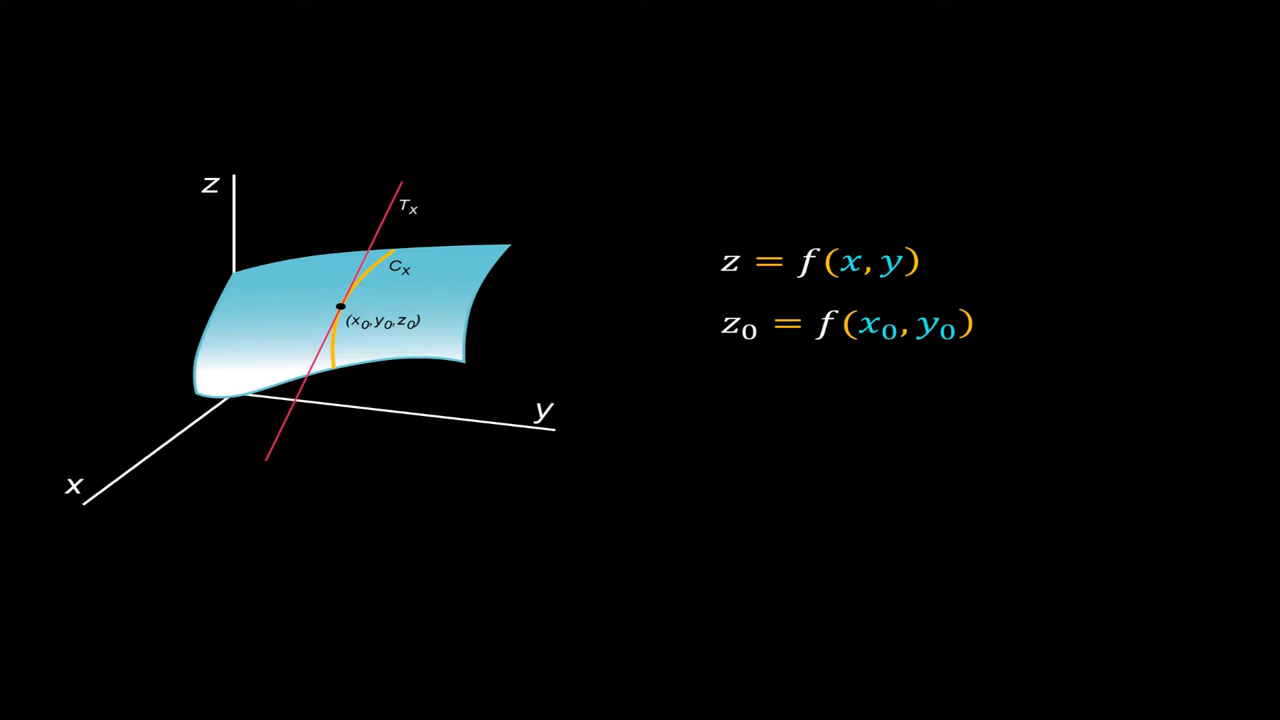 z
Tₓ
Cₓ
(x₀,y₀,z₀)
y
x
z = f(x, y)
z₀ = f(x₀, y₀)